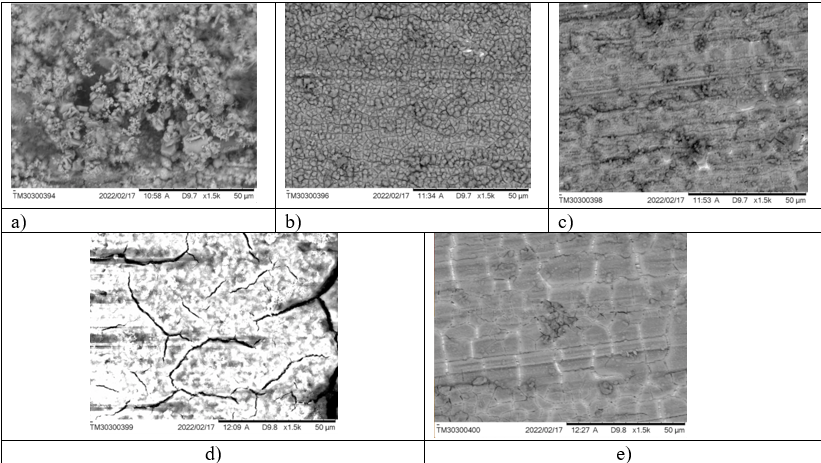 TM30300394 2022/02/17 10:58 A D9.7 x1.5k 50 µm
TM30300396 2022/02/17 11:34 A D9.7 x1.5k 50 µm
TM30300398 2022/02/17 11:53 A D9.7 x1.5k 50 µm
a)
b)
c)
TM30300399 2022/02/17 12:09 A D9.8 x1.5k 50 µm
TM30300400 2022/02/17 12:27 A D9.8 x1.5k 50 µm
d)
e)